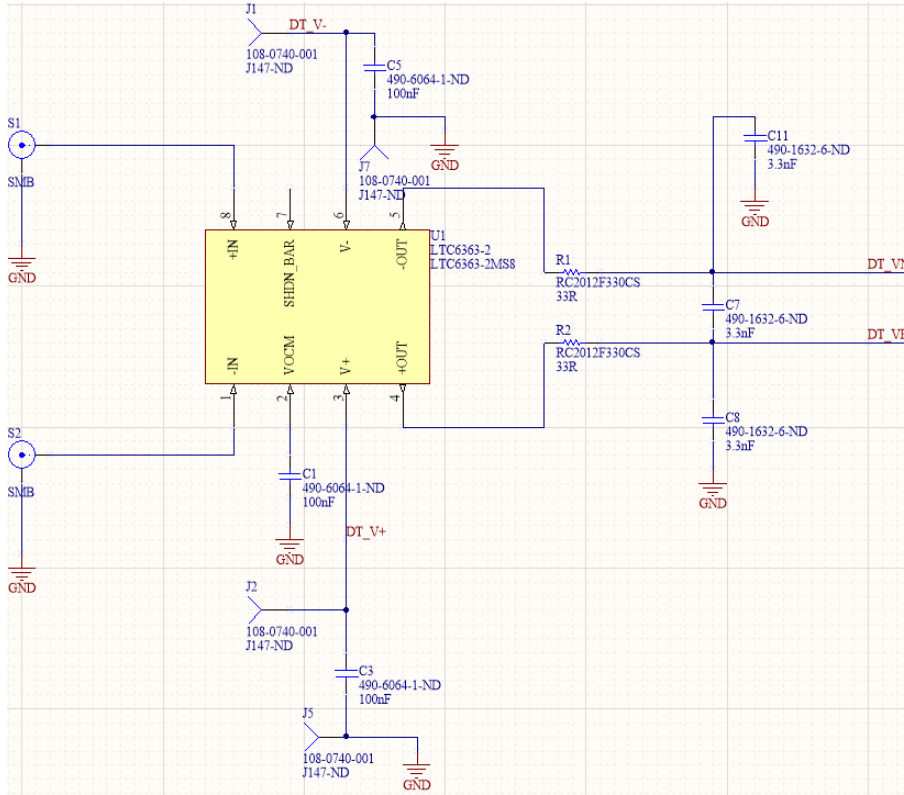 J1
DT_V-
108-0740-001
J147-ND
C5
490-6064-1-ND
100nF
S1
SMB
GND
J7
108-0740-001
J147-ND
GND
C11
490-1632-6-ND
3.3nF
GND
8
7
6
5
+IN
SHDN_BAR
V-
-OUT
U1
LTC6363-2
LTC6363-2MS8
R1
RC2012F330CS
33R
DT_VN
C7
490-1632-6-ND
3.3nF
R2
RC2012F330CS
33R
-IN
VOCM
V+
+OUT
1
2
3
4
C8
490-1632-6-ND
3.3nF
GND
S2
SMB
GND
C1
490-6064-1-ND
100nF
GND
DT_V+
J2
108-0740-001
J147-ND
C3
490-6064-1-ND
100nF
J5
108-0740-001
J147-ND
GND